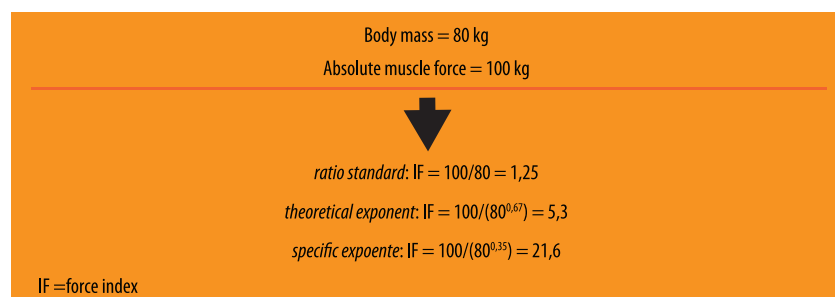 Body mass = 80 kg
Absolute muscle force = 100 kg
ratio standard: IF = 100/80 = 1,25
theoretical exponent: IF = 100/(80^0,67) = 5,3
specific expoente: IF = 100/(80^0,35) = 21,6
IF =force index